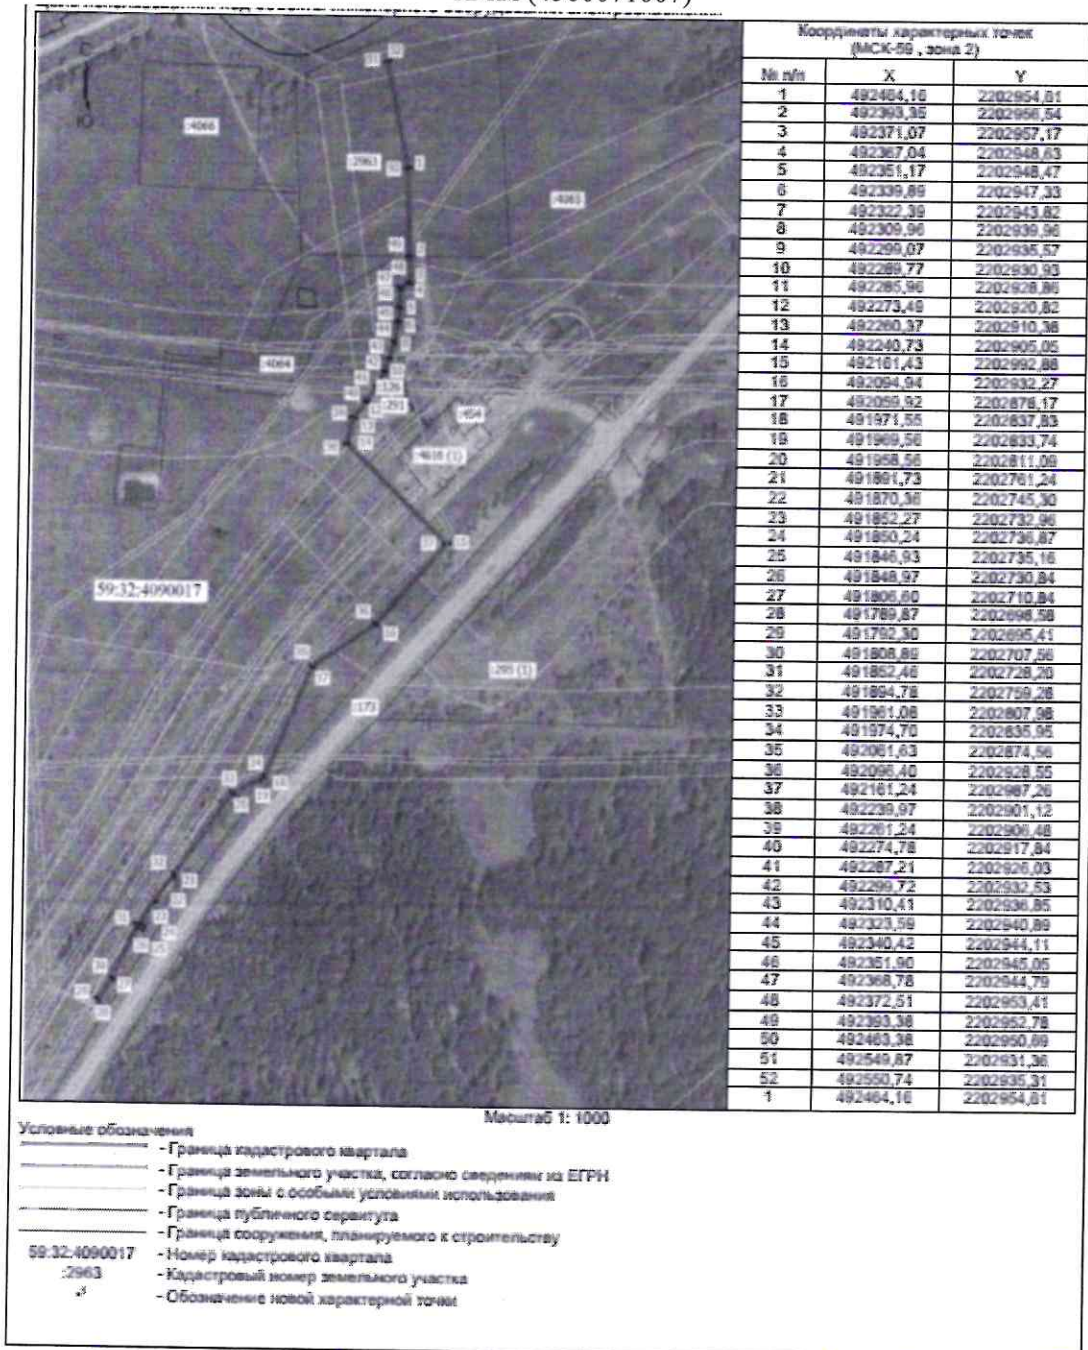 Координаты характерных точек
(МСК-59 , зона 2)
№ п/п X Y
1 492464,16 2202954,81
2 492393,35 2202956,54
3 492371,07 2202957,17
4 492367,04 2202948,63
5 492351,17 2202948,47
6 492339,89 2202947,33
7 492322,39 2202943,82
8 492309,96 2202939,96
9 492299,07 2202935,57
10 492289,77 2202930,93
11 492285,96 2202928,86
12 492273,49 2202920,82
13 492260,37 2202910,36
14 492240,73 2202905,05
15 492161,43 2202992,88
16 492094,94 2202932,27
17 492059,92 2202878,17
18 491971,55 2202837,83
19 491969,56 2202833,74
20 491958,56 2202811,09
21 491891,73 2202761,24
22 491870,36 2202745,30
23 491852,27 2202732,96
24 491850,24 2202736,87
25 491846,93 2202735,16
26 491848,97 2202730,84
27 491806,60 2202710,84
28 491789,87 2202698,58
29 491792,30 2202695,41
30 491808,89 2202707,56
31 491852,46 2202728,20
32 491894,78 2202759,26
33 491961,08 2202807,98
34 491974,70 2202835,95
35 492061,63 2202874,56
36 492096,40 2202928,55
37 492161,24 2202987,26
38 492239,97 2202901,12
39 492261,24 2202906,48
40 492274,78 2202917,84
41 492287,21 2202926,03
42 492299,72 2202932,53
43 492310,41 2202936,85
44 492323,59 2202940,89
45 492340,42 2202944,11
46 492351,90 2202945,05
47 492368,78 2202944,79
48 492372,51 2202953,41
49 492393,38 2202952,78
50 492463,38 2202950,69
51 492549,87 2202931,36
52 492550,74 2202935,31
1 492464,16 2202954,81
:4066
:2963
:4063
:4064
:126
:4818 (1)
59:32:4090017
:205 (1)
:173
Масштаб 1: 1000
Условные обозначения
- Граница кадастрового квартала
- Граница земельного участка, согласно сведениям из ЕГРН
- Граница зоны с особыми условиями использования
- Граница публичного сервитута
- Граница сооружения, планируемого к строительству
59:32:4090017 - Номер кадастрового квартала
:2963 - Кадастровый номер земельного участка
- Обозначение новой характерной точки